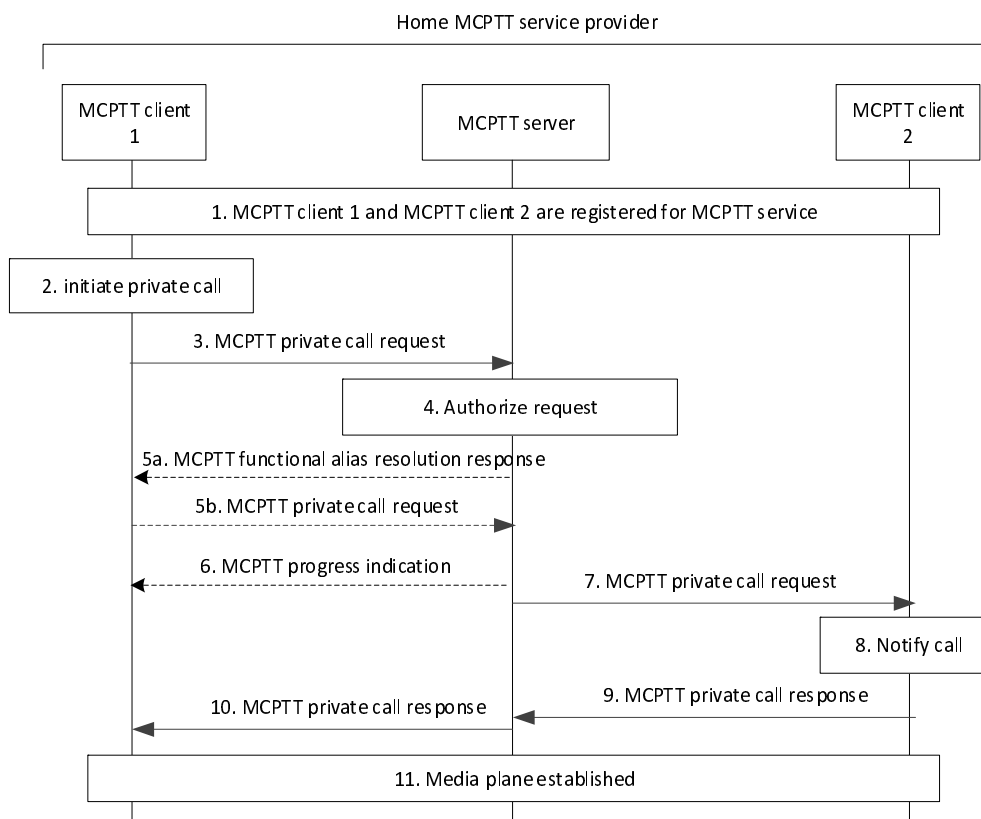 Home MCPTT service provider
MCPTT client
1
MCPTT server
MCPTT client
2
1. MCPTT client 1 and MCPTT client 2 are registered for MCPTT service
2. initiate private call
3. MCPTT private call request
4. Authorize request
5a. MCPTT functional alias resolution response
5b. MCPTT private call request
6. MCPTT progress indication
7. MCPTT private call request
8. Notify call
9. MCPTT private call response
10. MCPTT private call response
11. Media plane established